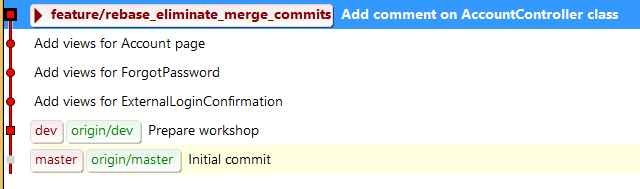 feature/rebase_eliminate_merge_commits Add comment on AccountController class
Add views for Account page
Add views for ForgotPassword
Add views for ExternalLoginConfirmation
dev origin/dev Prepare workshop
master origin/master Initial commit